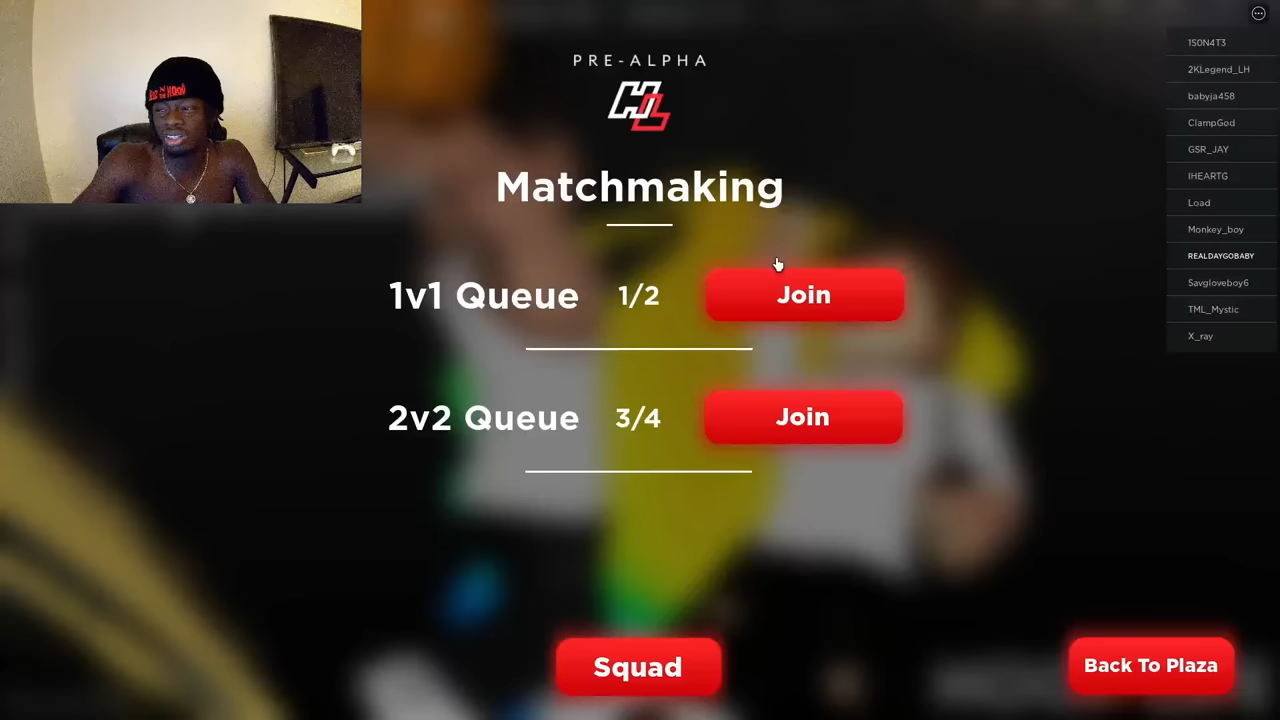 PRE-ALPHA
HL
Matchmaking
1v1 Queue 1/2 Join
2v2 Queue 3/4 Join
Squad
Back To Plaza
1S0N4T3
2KLegend_LH
babyja458
ClampGod
GSR_JAY
IHEARTG
Load
Monkey_boy
REALDAYGOBABY
Savgloveboy6
TML_Mystic
X_ray